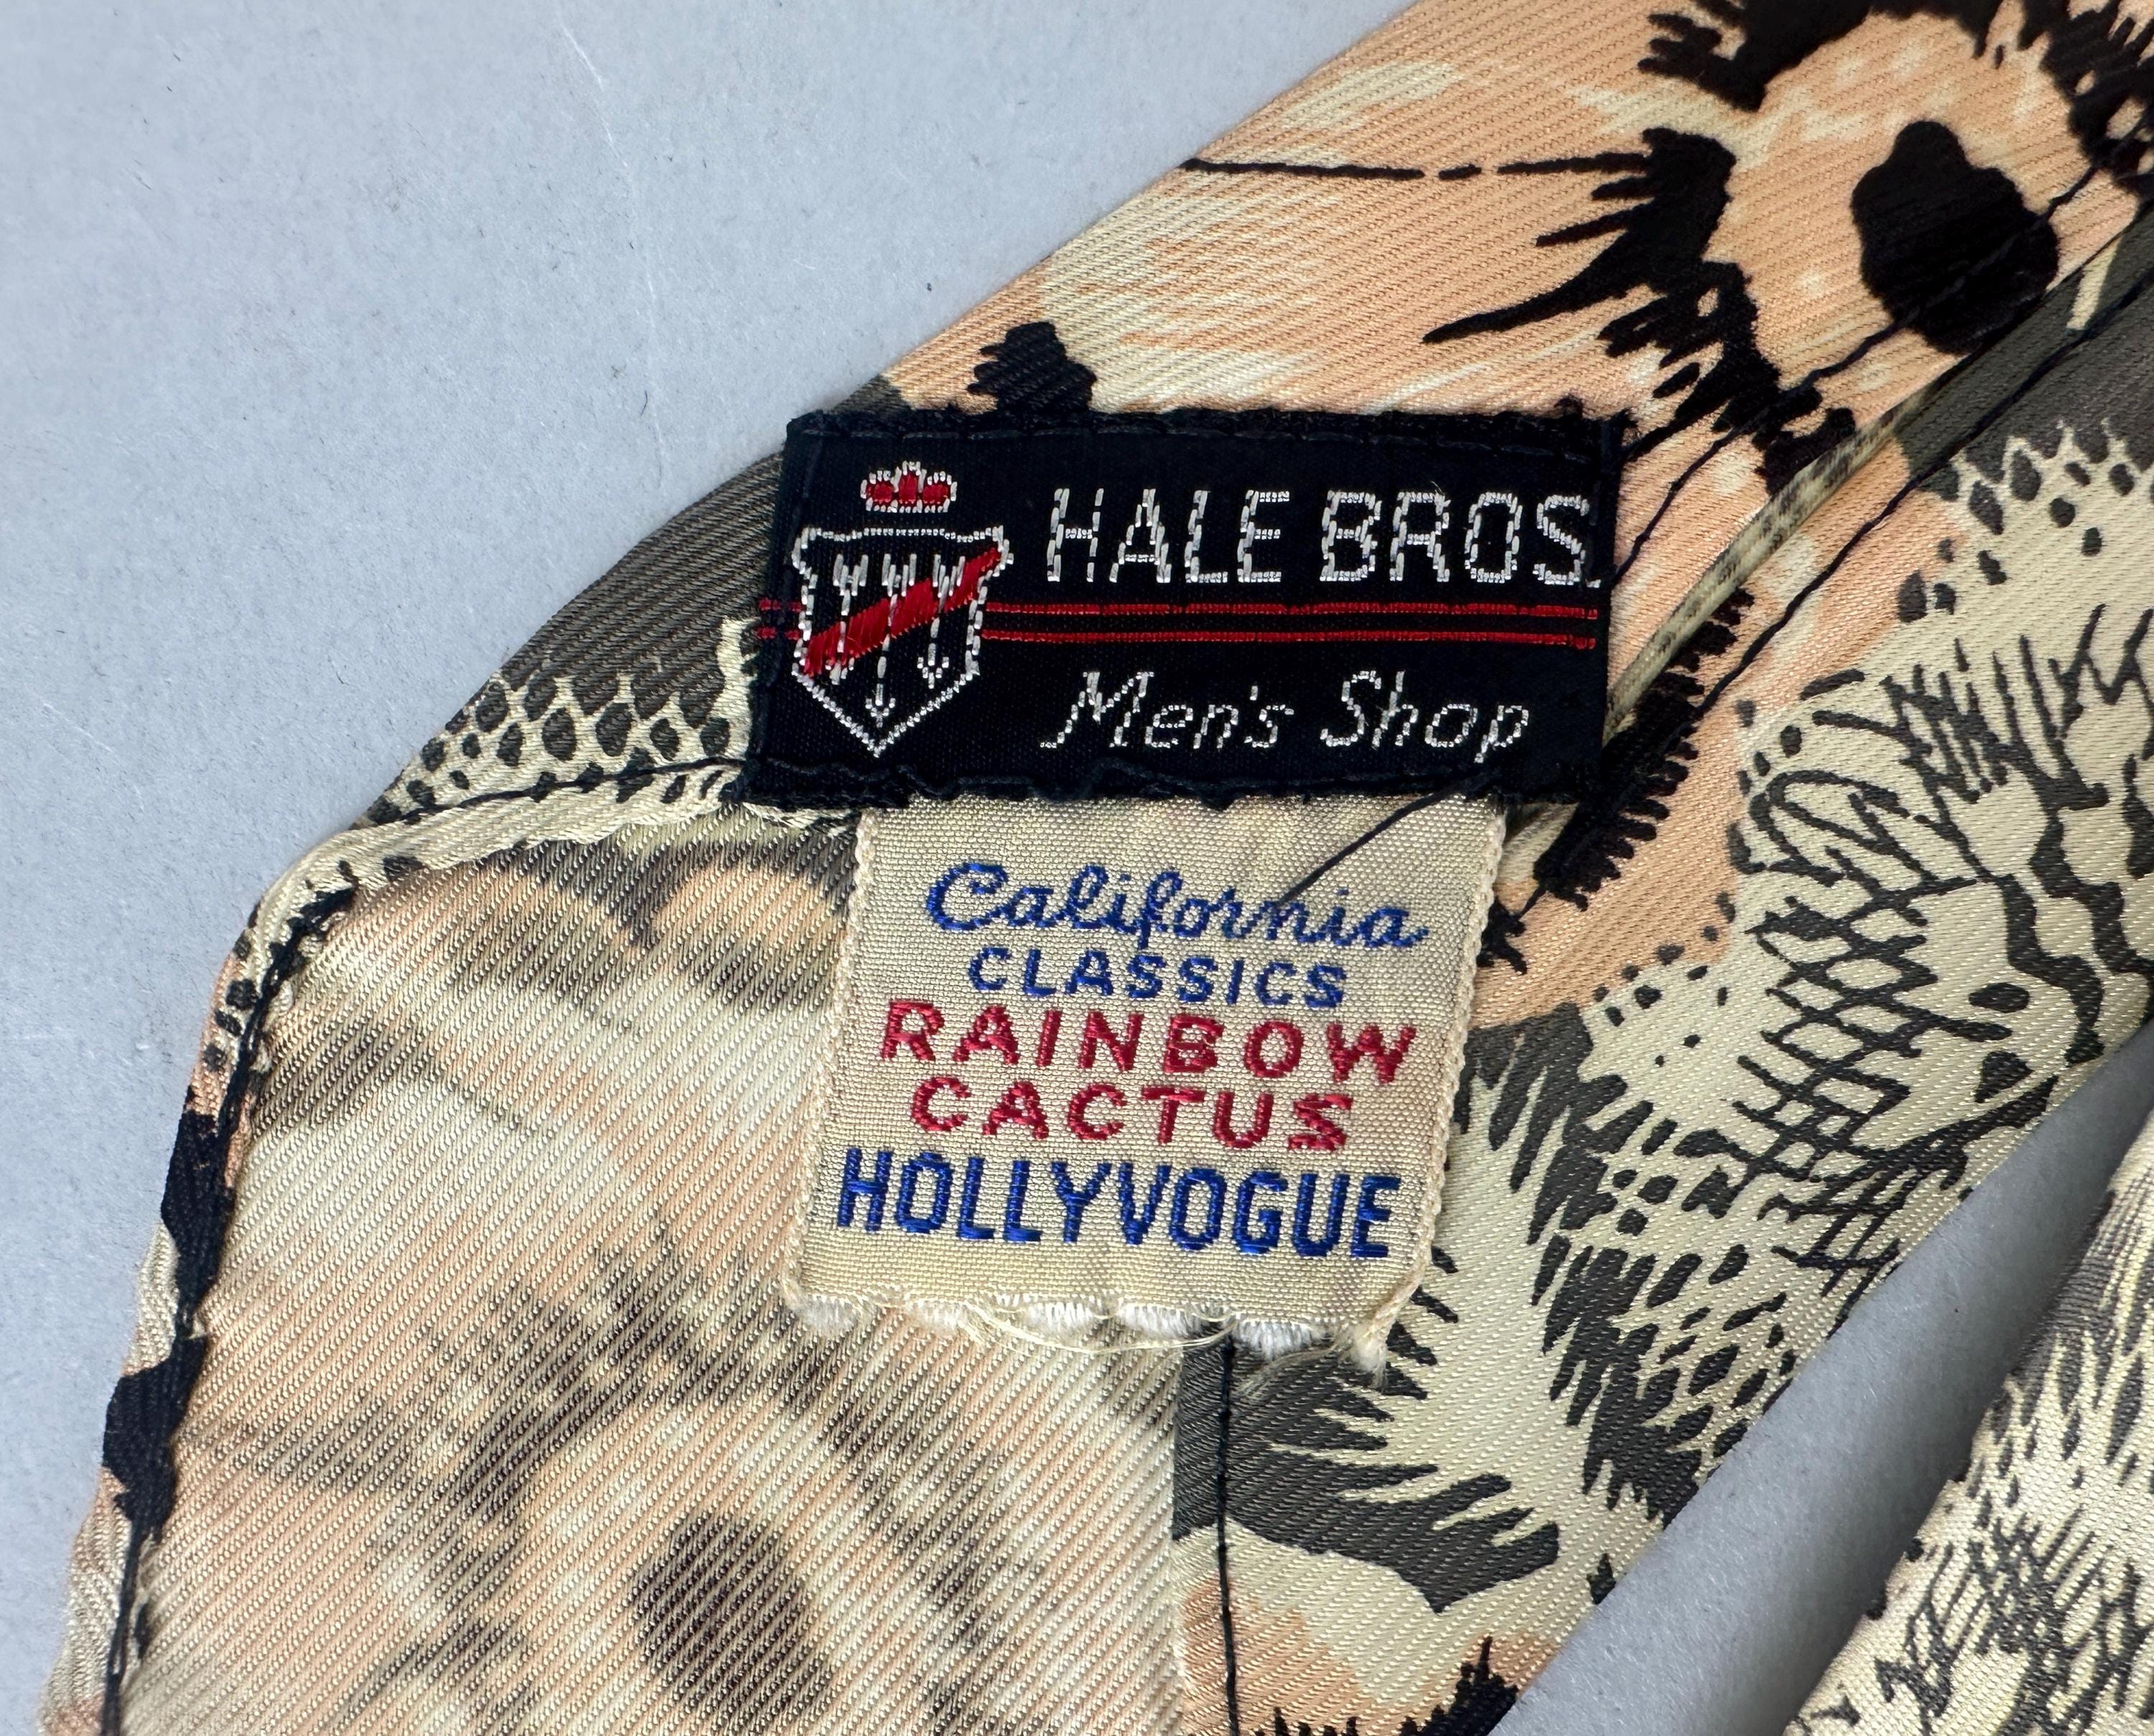 HALE BROS.
Men's Shop
California
CLASSICS
RAINBOW
CACTUS
HOLLYVOGUE